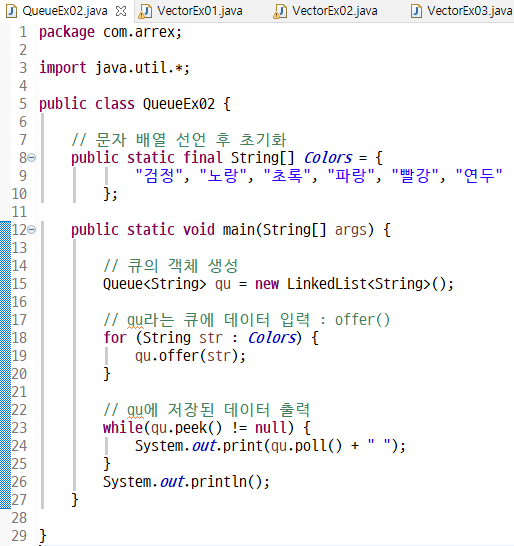 QueueEx02.java VectorEx01.java VectorEx02.java VectorEx03.java
1 package com.arrex;
2
3 import java.util.*;
4
5 public class QueueEx02 {
6
7 // 문자 배열 선언 후 초기화
8 public static final String[] Colors = {
9 "검정", "노랑", "초록", "파랑", "빨강", "연두"
10 };
11
12 public static void main(String[] args) {
13
14 // 큐의 객체 생성
15 Queue<String> qu = new LinkedList<String>();
16
17 // qu라는 큐에 데이터 입력 : offer()
18 for (String str : Colors) {
19 qu.offer(str);
20 }
21
22 // qu에 저장된 데이터 출력
23 while(qu.peek() != null) {
24 System.out.print(qu.poll() + " ");
25 }
26 System.out.println();
27 }
28
29 }